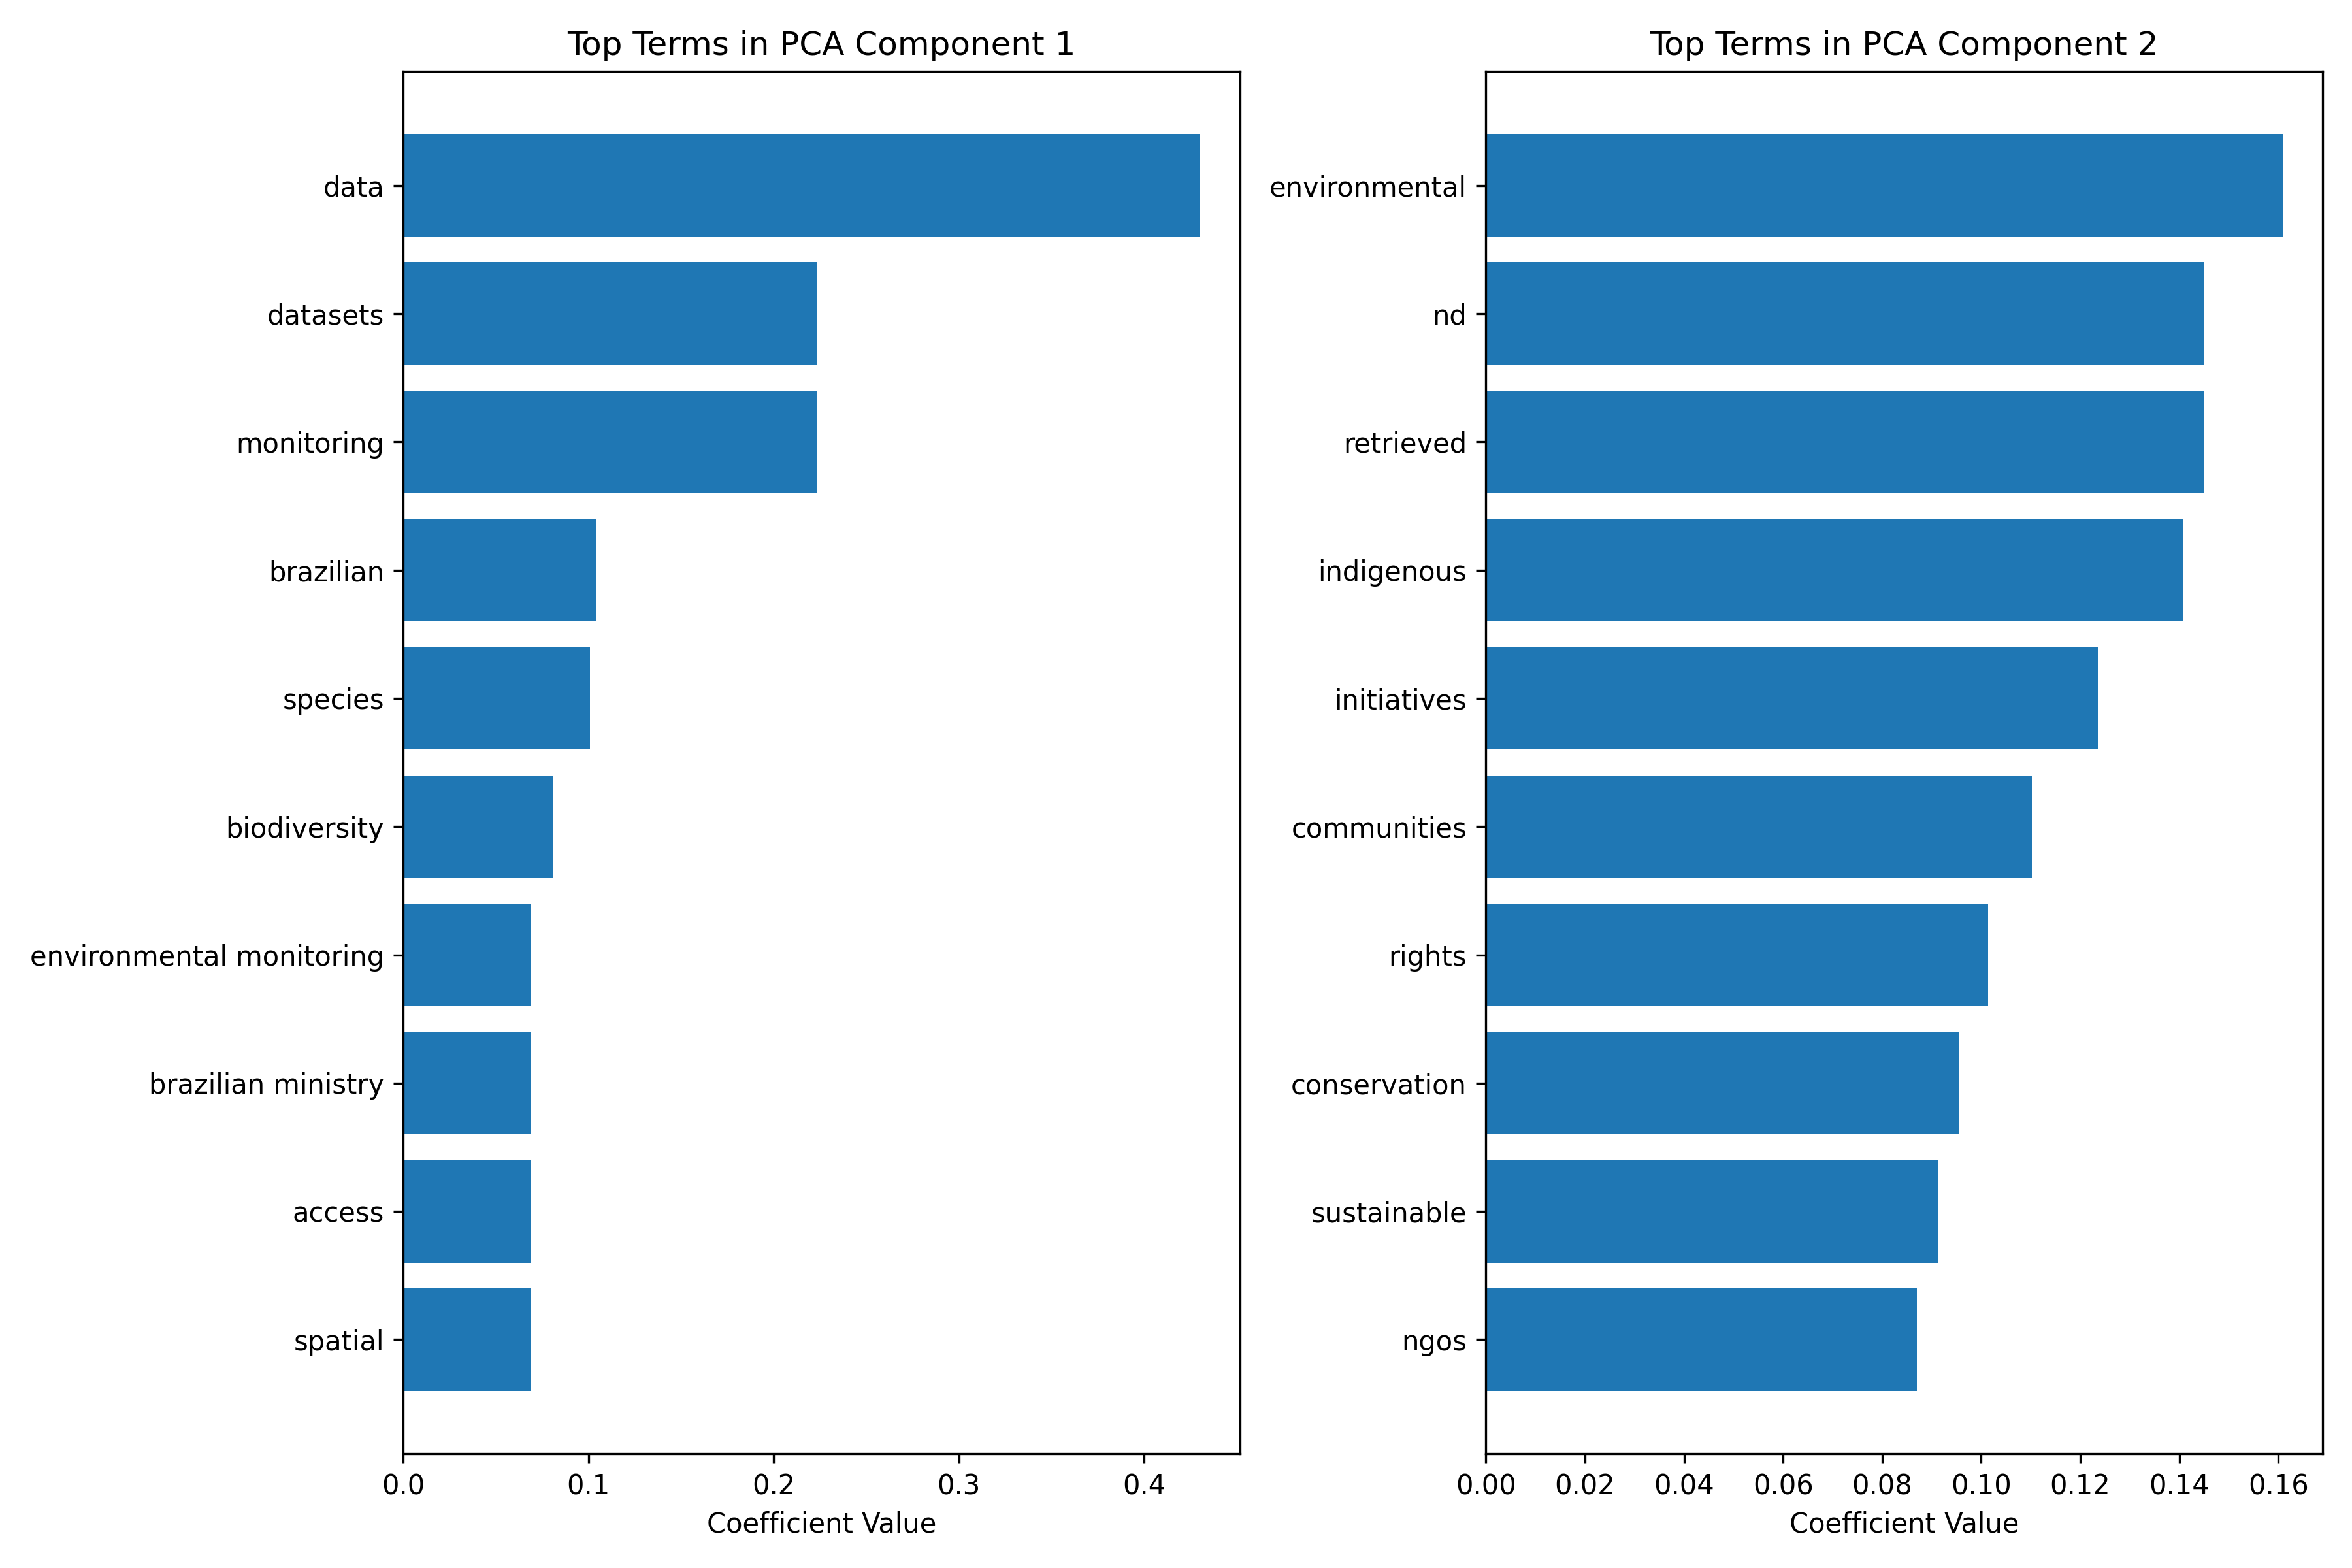 Top Terms in PCA Component 1
data
datasets
monitoring
brazilian
species
biodiversity
environmental monitoring
brazilian ministry
access
spatial
0.0 0.1 0.2 0.3 0.4
Coefficient Value
Top Terms in PCA Component 2
environmental
nd
retrieved
indigenous
initiatives
communities
rights
conservation
sustainable
ngos
0.00 0.02 0.04 0.06 0.08 0.10 0.12 0.14 0.16
Coefficient Value